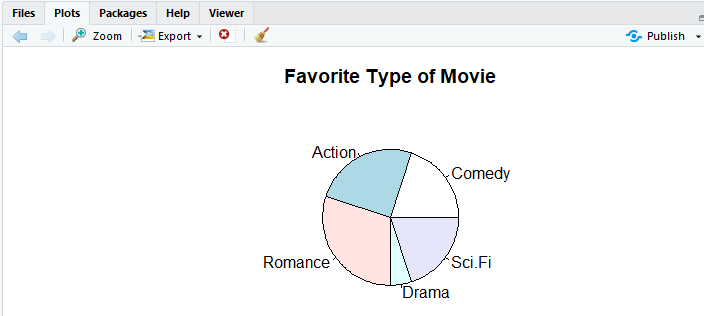 Files Plots Packages Help Viewer
Zoom Export Publish
Favorite Type of Movie
Action
Comedy
Romance
Sci.Fi
Drama